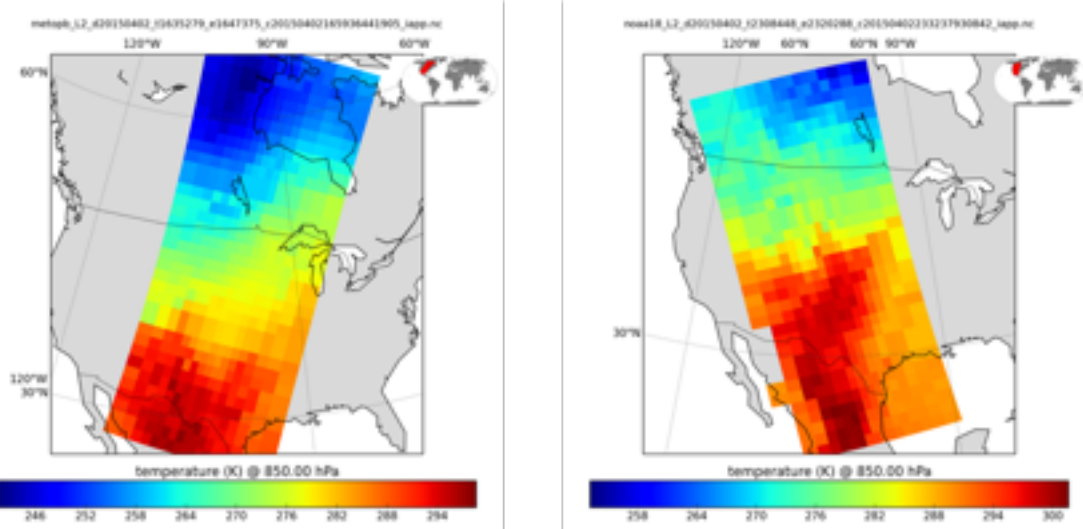 metopb_L2_d20150402_t1635279_e1647375_c20150402165936441905_iapp.nc
120°W 90°W 60°W
60°N
120°W
30°N
temperature (K) @ 850.00 hPa
246 252 258 264 270 276 282 288 294
noaa18_L2_d20150402_t2308448_e2320288_c20150402233237930842_iapp.nc
120°W 60°N 60°N 90°W
30°N
temperature (K) @ 850.00 hPa
258 264 270 276 282 288 294 300